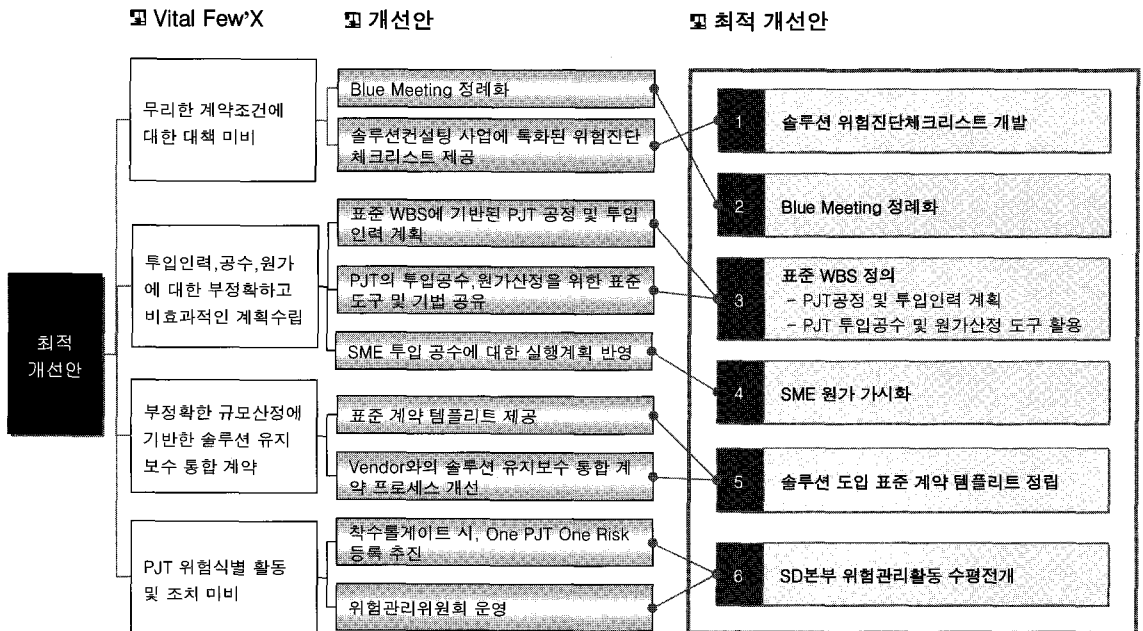 Vital Few'X
개선안
최적 개선안
최적
개선안
무리한 계약조건에
대한 대책 미비
투입인력,공수,원가
에 대한 부정확하고
비효과적인 계획수립
부정확한 규모산정에
기반한 솔루션 유지
보수 통합 계약
PJT 위험식별 활동
및 조치 미비
Blue Meeting 정례화
솔루션컨설팅 사업에 특화된 위험진단
체크리스트 제공
표준 WBS에 기반된 PJT 공정 및 투입
인력 계획
PJT의 투입공수,원가산정을 위한 표준
도구 및 기법 공유
SME 투입 공수에 대한 실행계획 반영
표준 계약 템플리트 제공
Vendor와의 솔루션 유지보수 통합 계
약 프로세스 개선
착수톨게이트 시, One PJT One Risk
등록 추진
위험관리위원회 운영
1 솔루션 위험진단체크리스트 개발
2 Blue Meeting 정례화
3 표준 WBS 정의
- PJT공정 및 투입인력 계획
- PJT 투입공수 및 원가산정 도구 활용
4 SME 원가 가시화
5 솔루션 도입 표준 계약 템플리트 정립
6 SD본부 위험관리활동 수평전개